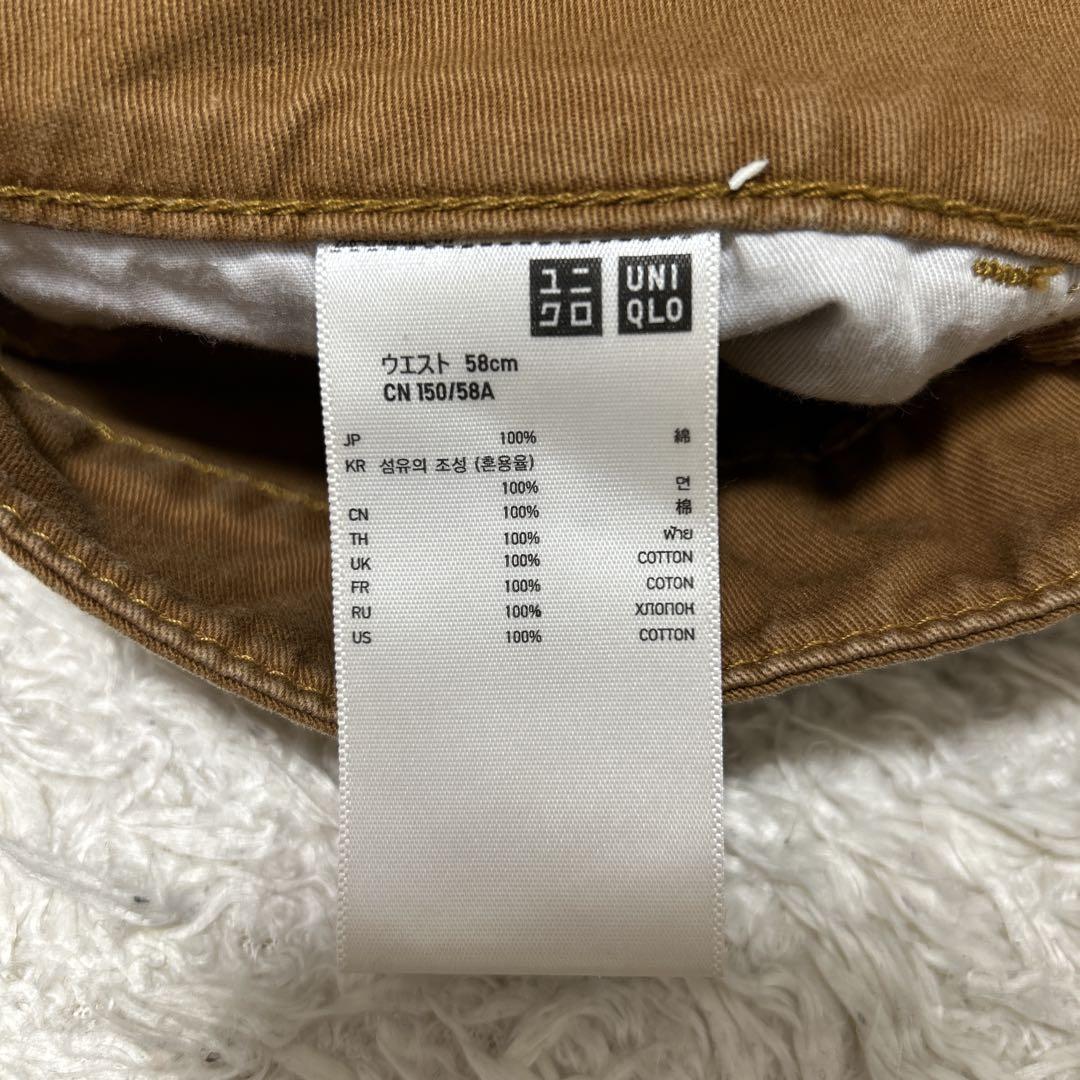 ユニ
クロ
UNI
QLO
ウエスト 58cm
CN 150/58A
JP 100% 綿
KR 섬유의 조성 (혼용율)
100% 면
CN 100% 棉
TH 100% ฝ้าย
UK 100% COTTON
FR 100% COTON
RU 100% ХЛОПОК
US 100% COTTON